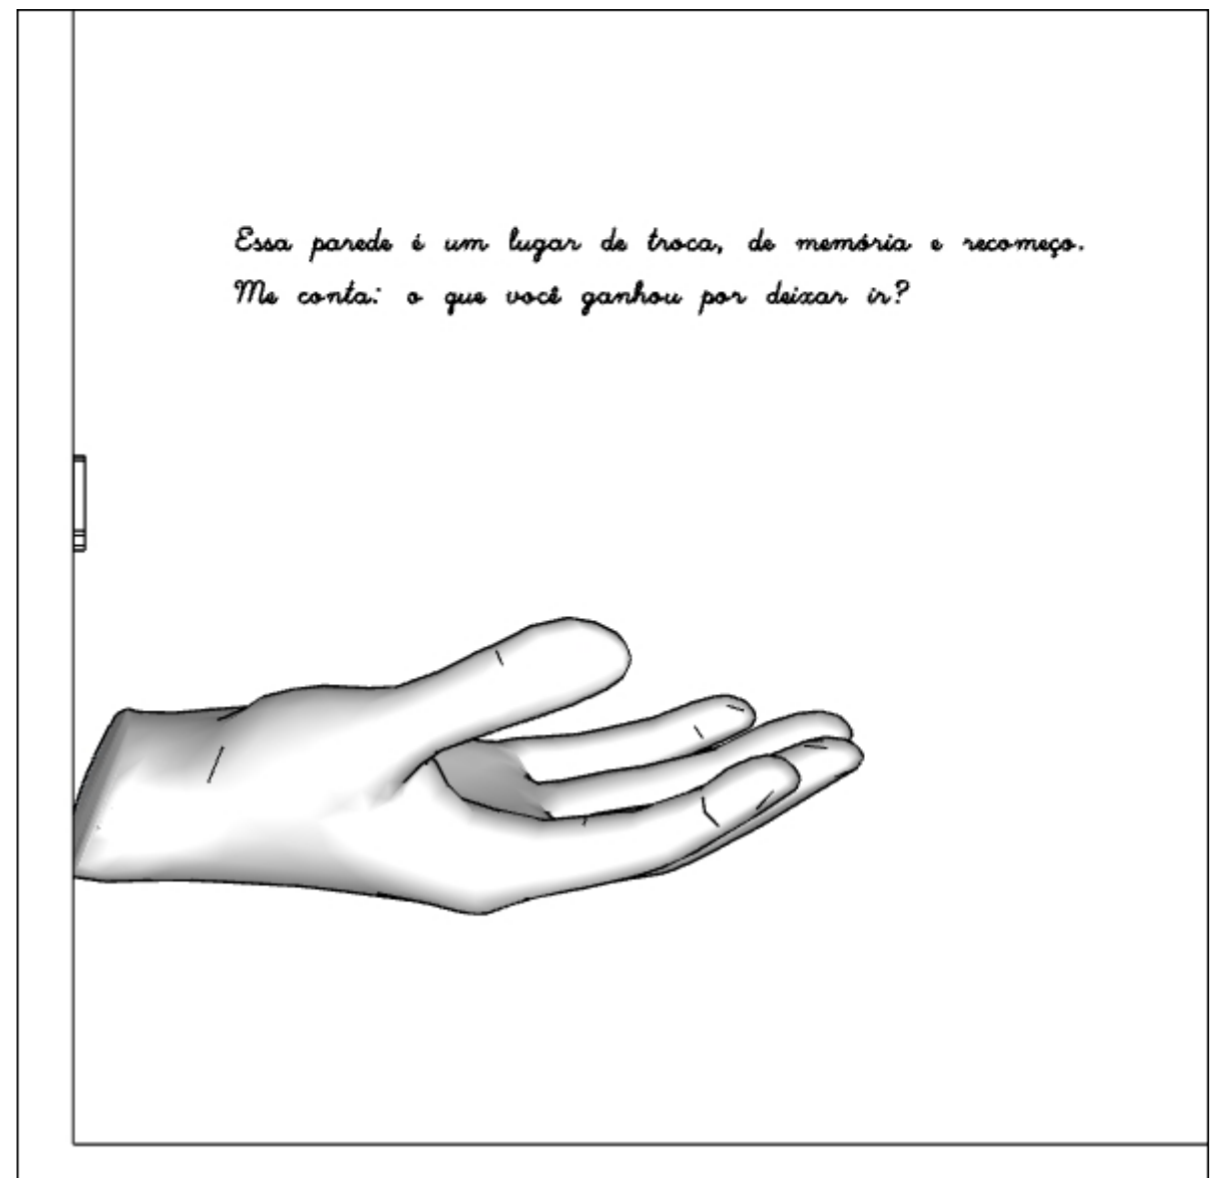 Essa parede é um lugar de troca, de memória e recomeço.
Me conta: o que você ganhou por deixar ir?